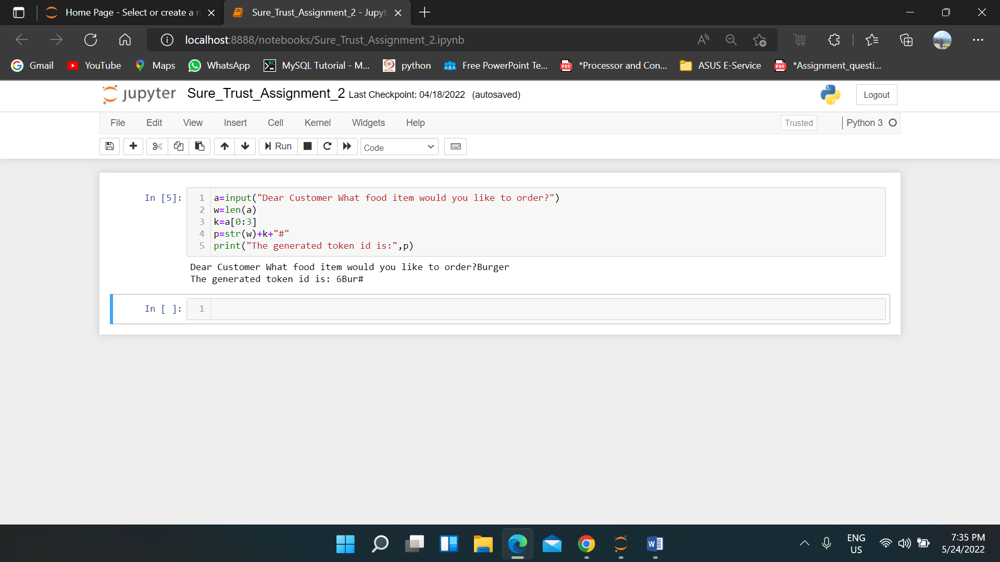 Home Page - Select or create a n
Sure_Trust_Assignment_2 - Jupyt
localhost:8888/notebooks/Sure_Trust_Assignment_2.ipynb
Gmail YouTube Maps WhatsApp MySQL Tutorial - M... python Free PowerPoint Te... *Processor and Con... ASUS E-Service *Assignment_questi...
jupyter Sure_Trust_Assignment_2 Last Checkpoint: 04/18/2022 (autosaved) Logout
File Edit View Insert Cell Kernel Widgets Help Trusted Python 3
Run Code
In [5]: 1 a=input("Dear Customer What food item would you like to order?")
2 w=len(a)
3 k=a[0:3]
4 p=str(w)+k+"#"
5 print("The generated token id is:",p)
Dear Customer What food item would you like to order?Burger
The generated token id is: 6Bur#
In [ ]: 1
ENG 7:35 PM
US 5/24/2022